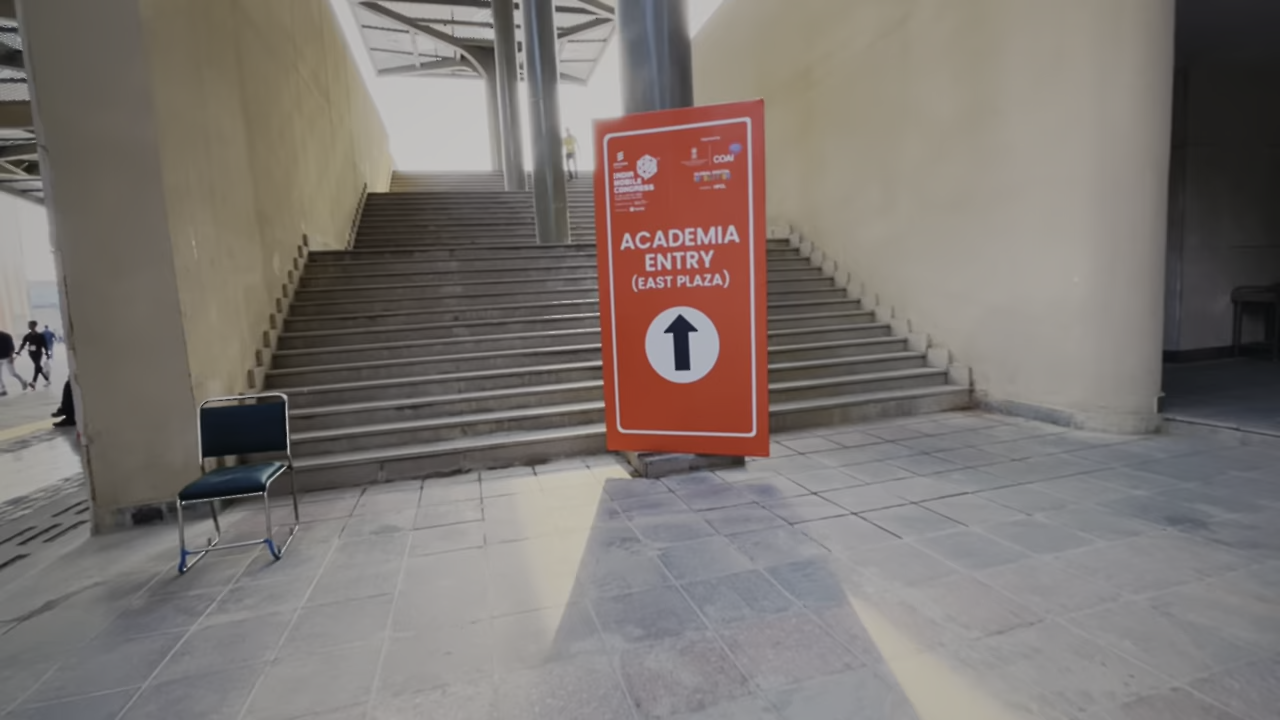 INDIA
MOBILE
CONGRESS
COAI
ACADEMIA
ENTRY
(EAST PLAZA)